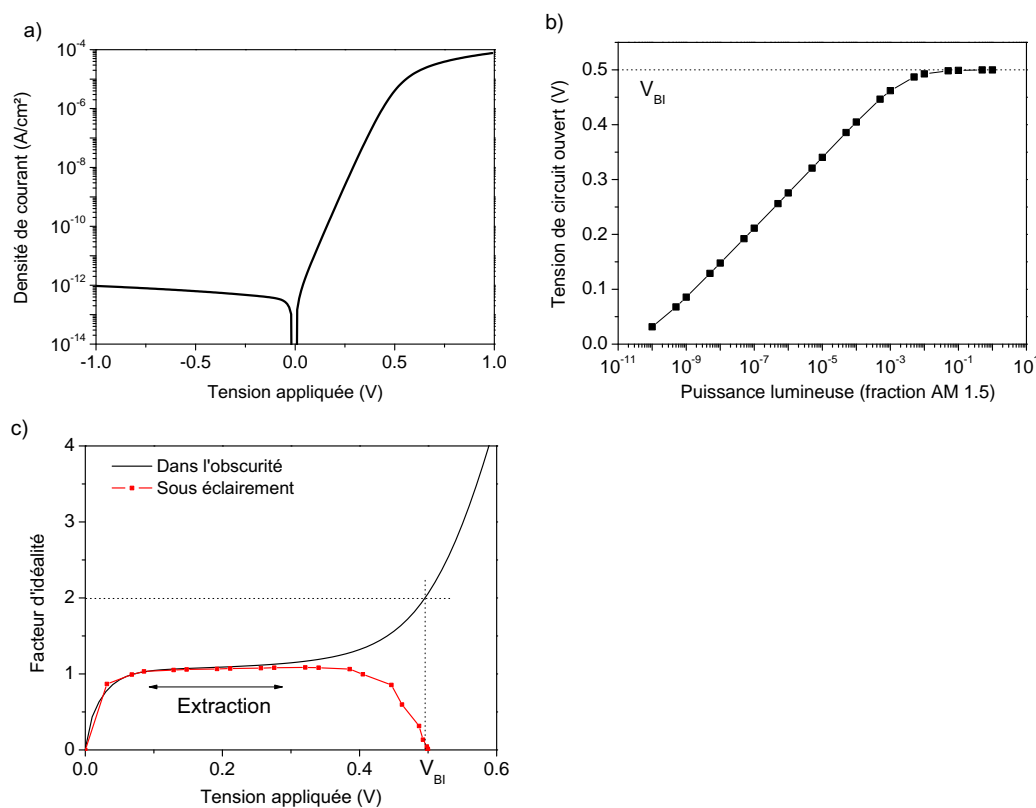 a)
10⁻⁴
10⁻⁶
10⁻⁸
10⁻¹⁰
10⁻¹²
10⁻¹⁴
Densité de courant (A/cm²)
-1.0 -0.5 0.0 0.5 1.0
Tension appliquée (V)
b)
0.5
0.4
0.3
0.2
0.1
0.0
Tension de circuit ouvert (V)
V_BI
10⁻¹¹ 10⁻⁹ 10⁻⁷ 10⁻⁵ 10⁻³ 10⁻¹ 10
Puissance lumineuse (fraction AM 1.5)
c)
4
3
2
1
0
Facteur d'idéalité
Dans l'obscurité
Sous éclairement
Extraction
0.0 0.2 0.4 V_BI 0.6
Tension appliquée (V)